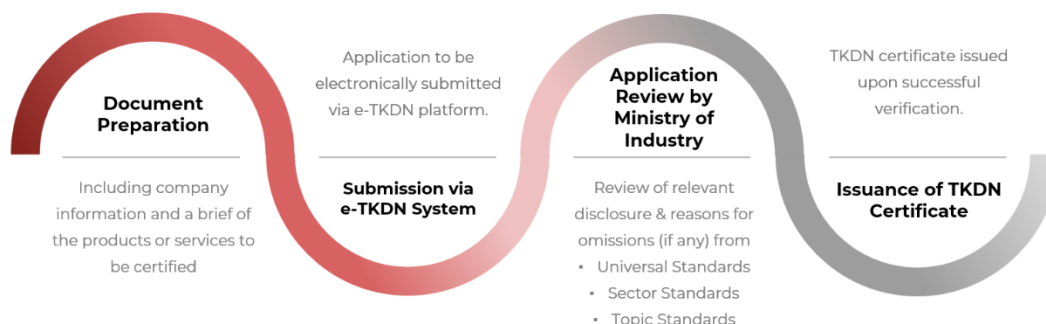 Document
Preparation
Including company
information and a brief of
the products or services to
be certified
Application to be
electronically submitted
via e-TKDN platform.
Submission via
e-TKDN System
Application
Review by
Ministry of
Industry
Review of relevant
disclosure & reasons for
omissions (if any) from
• Universal Standards
• Sector Standards
• Topic Standards
TKDN certificate issued
upon successful
verification.
Issuance of TKDN
Certificate